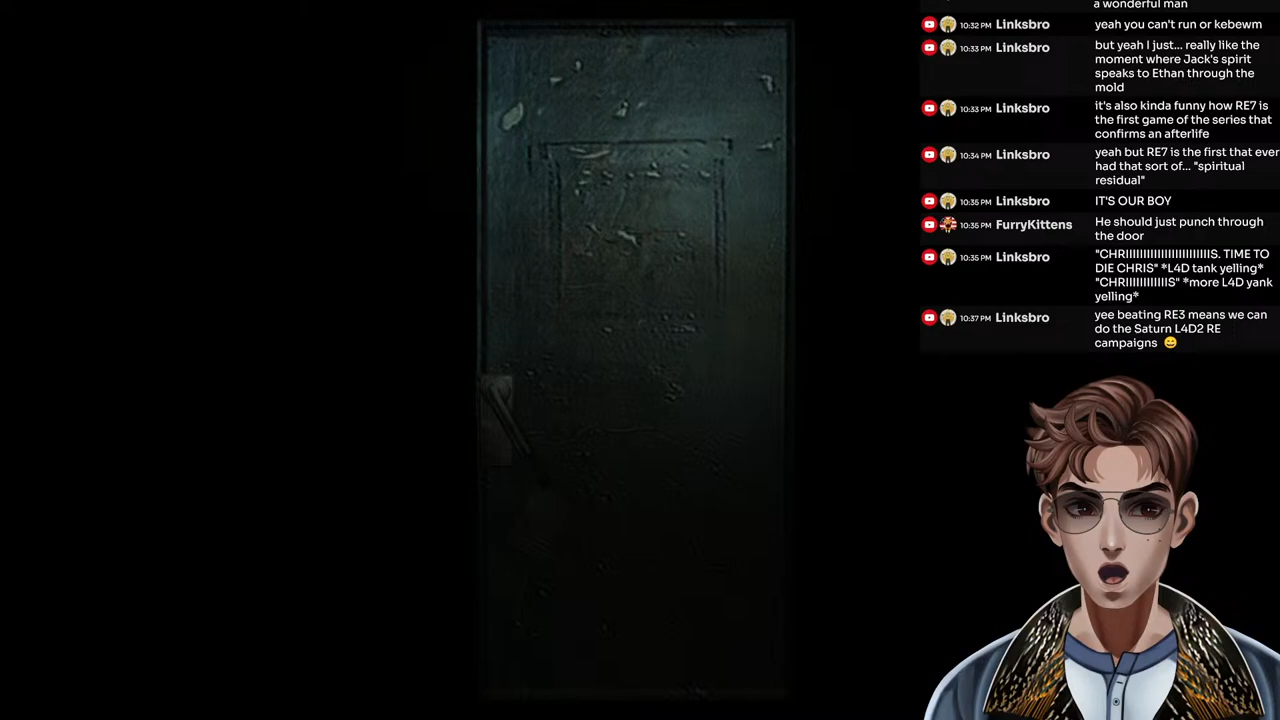 a wonderful man
10:32 PM Linksbro yeah you can't run or kebewm
10:33 PM Linksbro but yeah I just... really like the
moment where Jack's spirit
speaks to Ethan through the
mold
10:33 PM Linksbro it's also kinda funny how RE7 is
the first game of the series that
confirms an afterlife
10:34 PM Linksbro yeah but RE7 is the first that ever
had that sort of... "spiritual
residual"
10:35 PM Linksbro IT'S OUR BOY
10:35 PM FurryKittens He should just punch through
the door
10:35 PM Linksbro "CHRIIIIIIIIIIIIIIIIIIIIIIIS. TIME TO
DIE CHRIS" *L4D tank yelling*
"CHRIIIIIIIIIIIIS" *more L4D yank
yelling*
10:37 PM Linksbro yee beating RE3 means we can
do the Saturn L4D2 RE
campaigns 😄